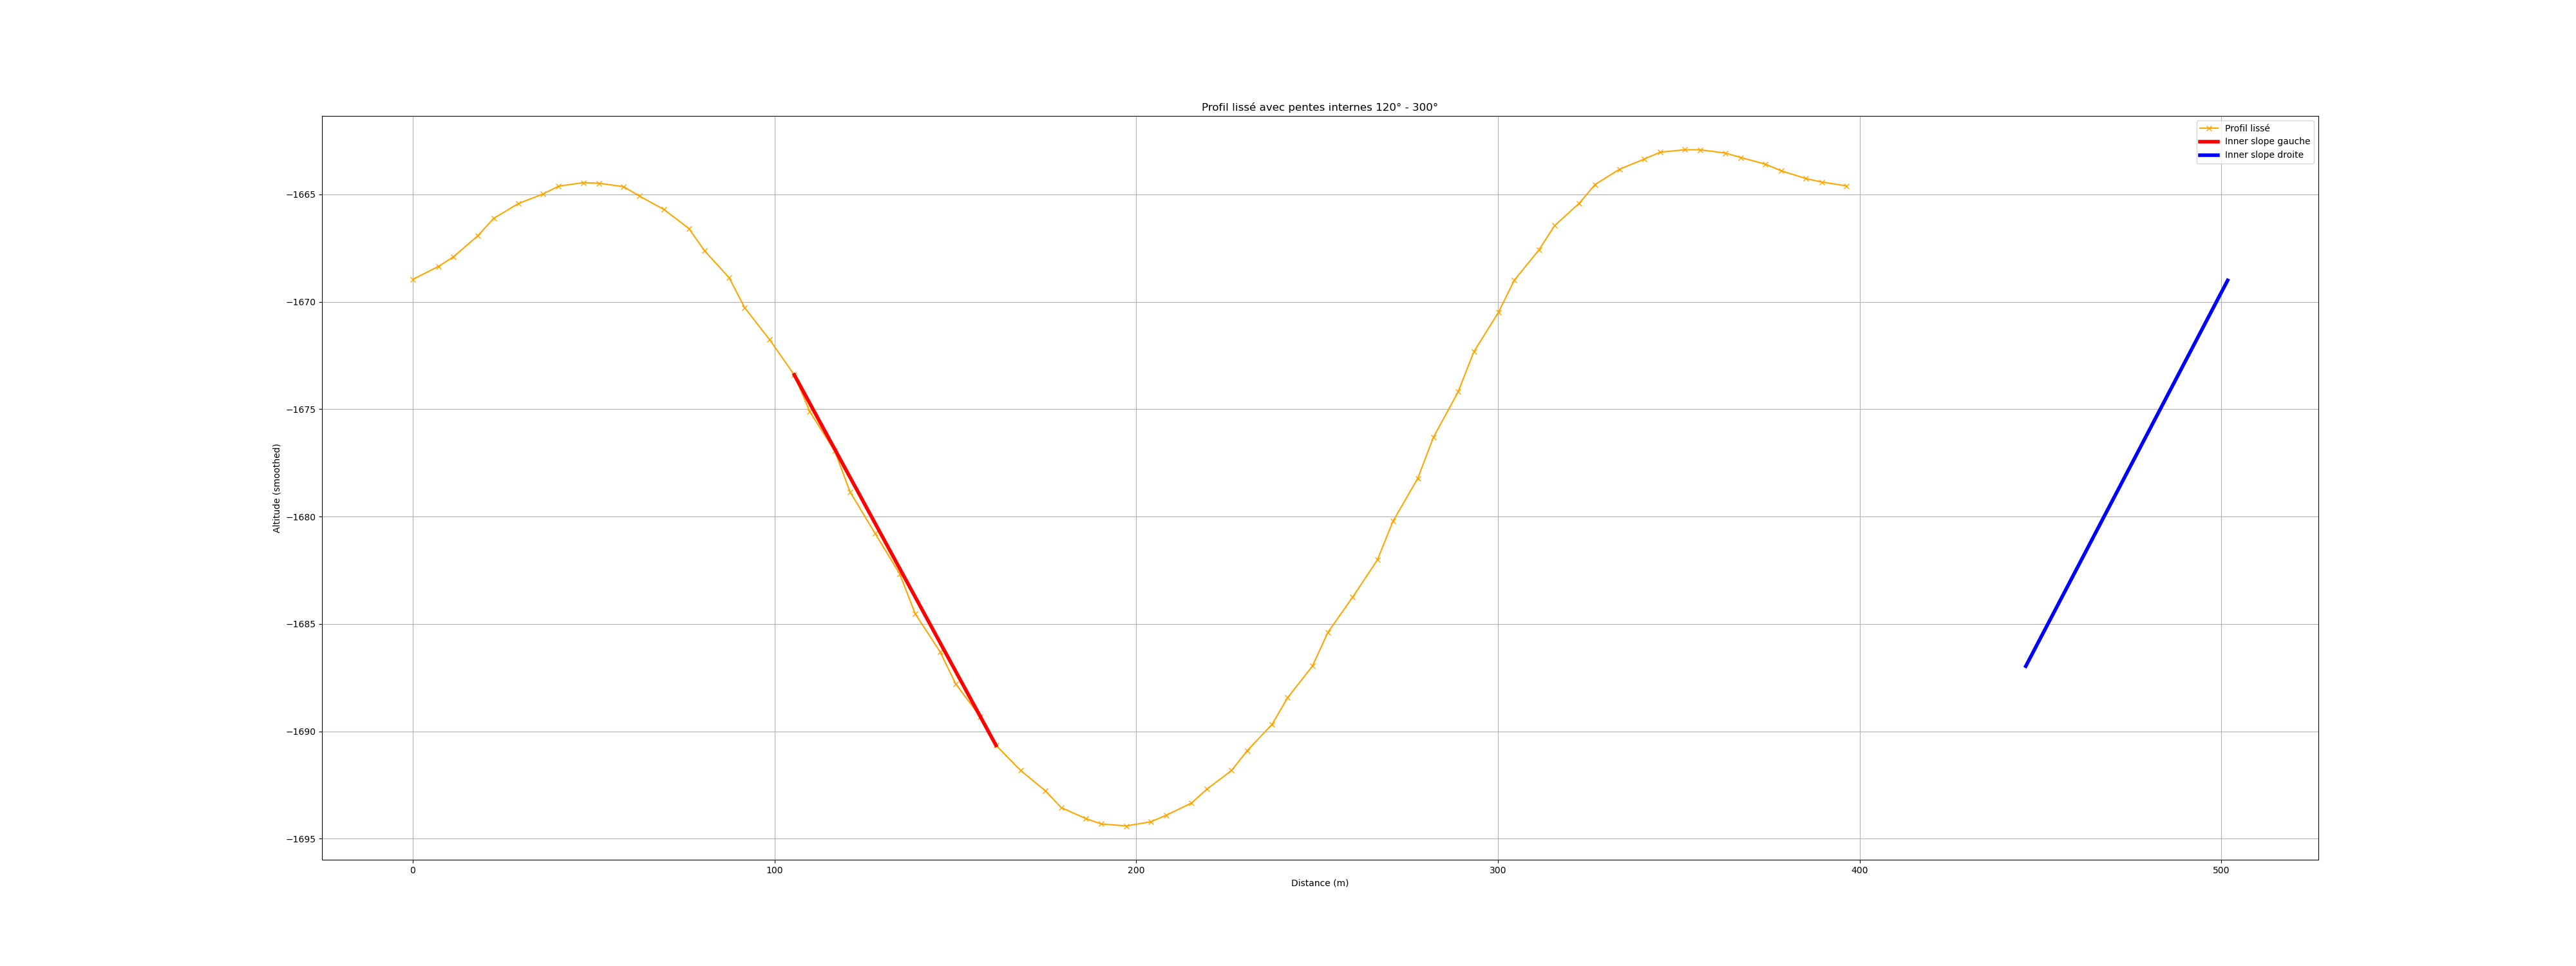 Profil lissé avec pentes internes 120° - 300°
Profil lissé
Inner slope gauche
Inner slope droite
Altitude (smoothed)
−1665
−1670
−1675
−1680
−1685
−1690
−1695
0
100
200
300
400
500
Distance (m)